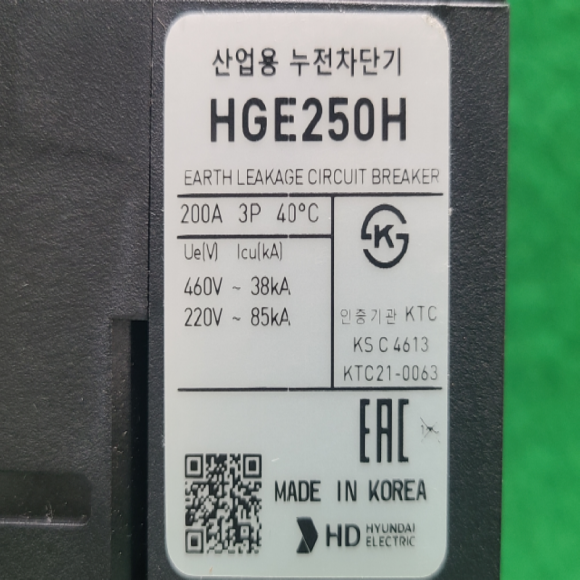 산업용 누전차단기
HGE250H
EARTH LEAKAGE CIRCUIT BREAKER
200A 3P 40°C
Ue(V) Icu(kA)
460V ~ 38kA
220V ~ 85kA
K
인증기관 KTC
KS C 4613
KTC21-0063
EAC
MADE IN KOREA
HD HYUNDAI
ELECTRIC